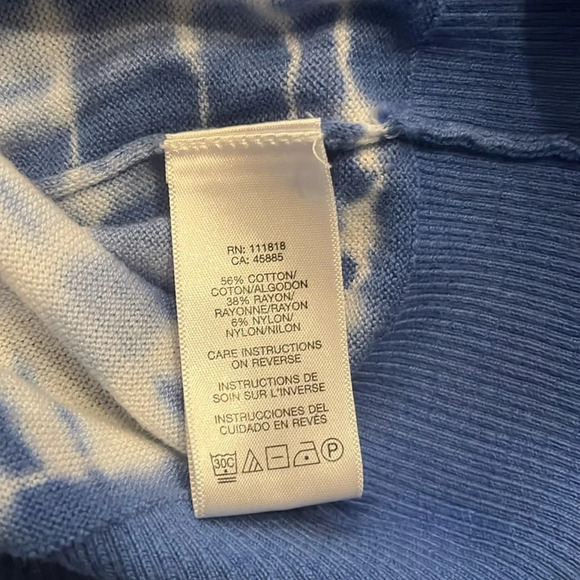 RN: 111818
CA: 45885
56% COTTON/
COTON/ALGODON
38% RAYON/
RAYONNE/RAYON
6% NYLON/
NYLON/NILON
CARE INSTRUCTIONS
ON REVERSE
INSTRUCTIONS DE
SOIN SUR L'INVERSE
INSTRUCCIONES DEL
CUIDADO EN REVÉS
30C P